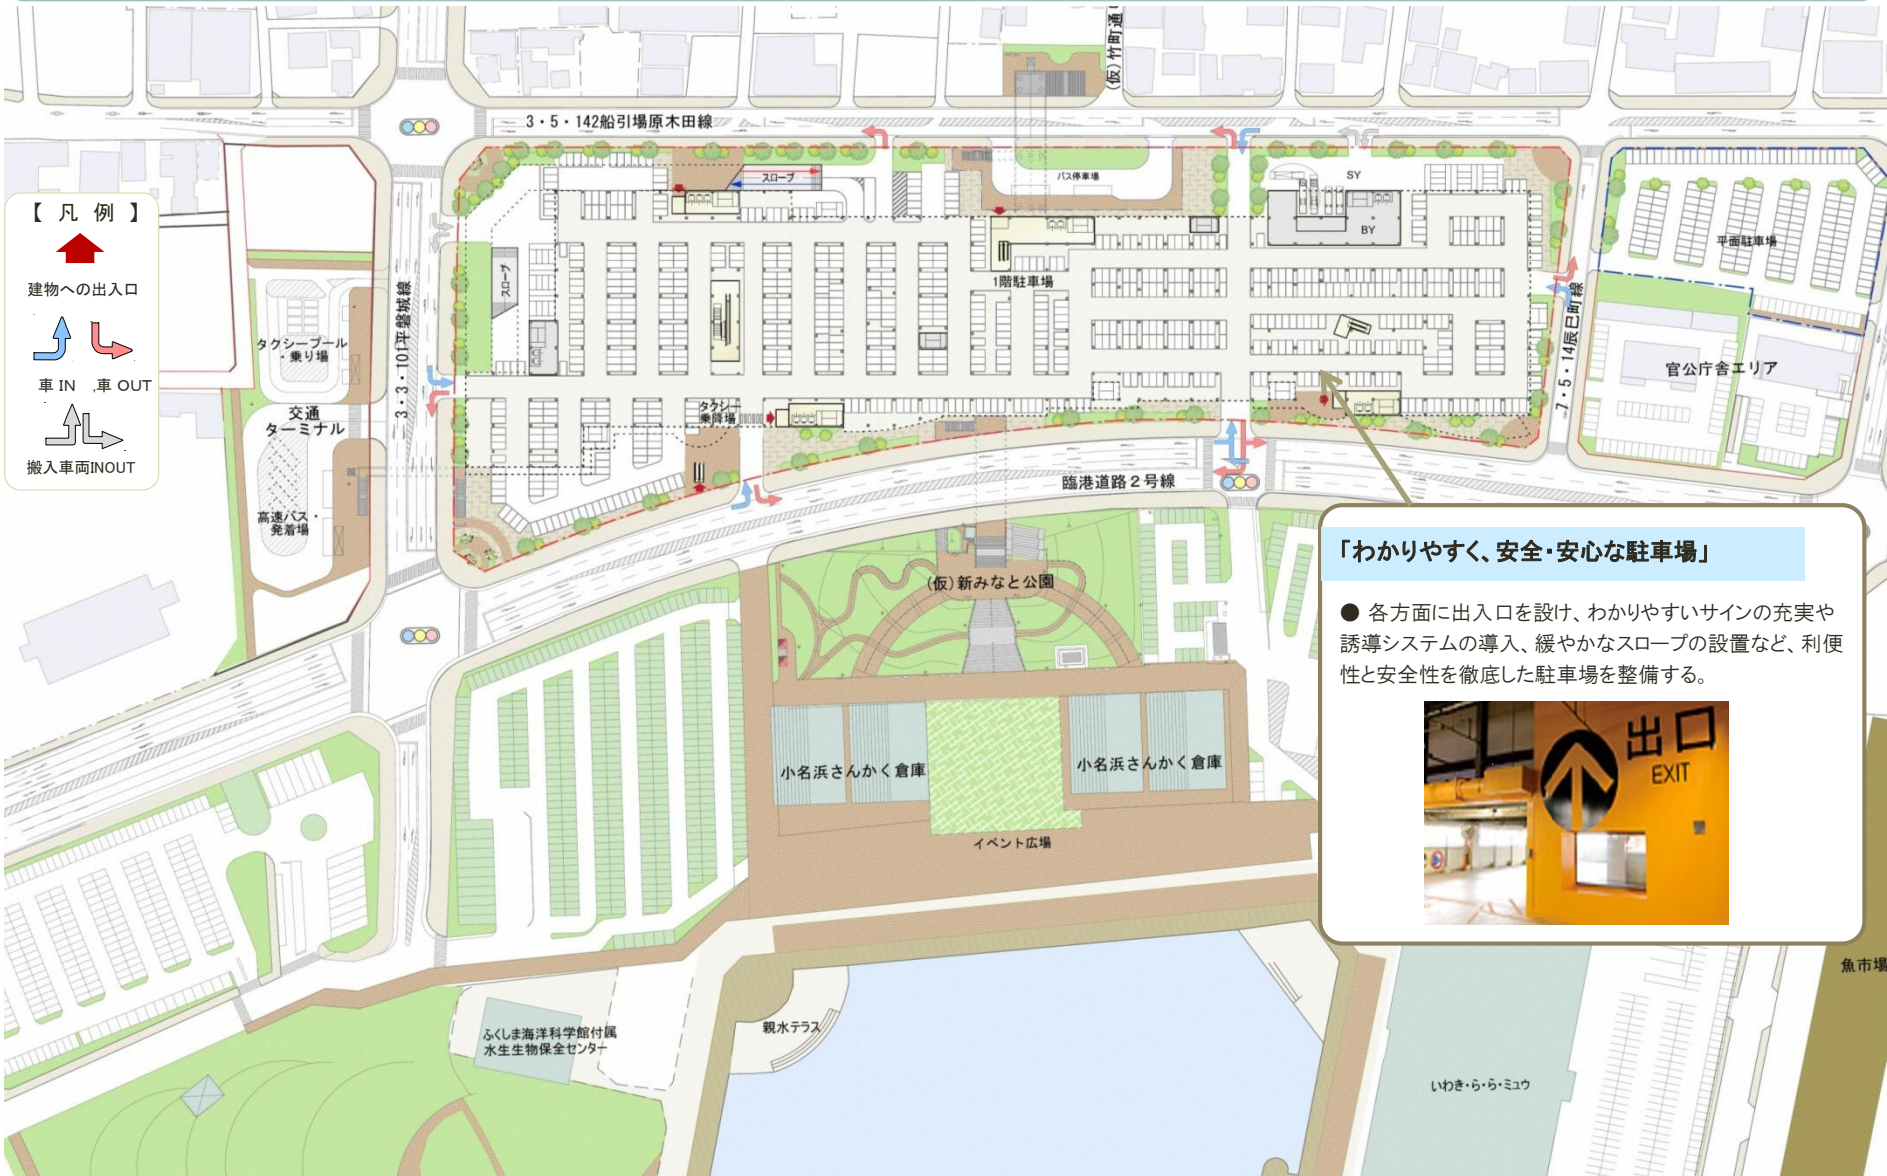 (仮)竹町通り
3・5・142船引場原木田線
【 凡 例 】
建物への出入口
車 IN ,車 OUT
搬入車両INOUT
スロープ
バス停車場
SY
BY
平面駐車場
スロープ
1階駐車場
3・3・101平磐城線
7・5・14辰巳町線
タクシープール
・乗り場
官公庁舎エリア
交通
ターミナル
タクシー
乗降場
高速バス・
発着場
臨港道路2号線
「わかりやすく、安全・安心な駐車場」
● 各方面に出入口を設け、わかりやすいサインの充実や
誘導システムの導入、緩やかなスロープの設置など、利便
性と安全性を徹底した駐車場を整備する。
出口
EXIT
(仮)新みなと公園
小名浜さんかく倉庫
小名浜さんかく倉庫
イベント広場
魚市場
ふくしま海洋科学館付属
水生生物保全センター
親水テラス
いわき・ら・ら・ミュウ